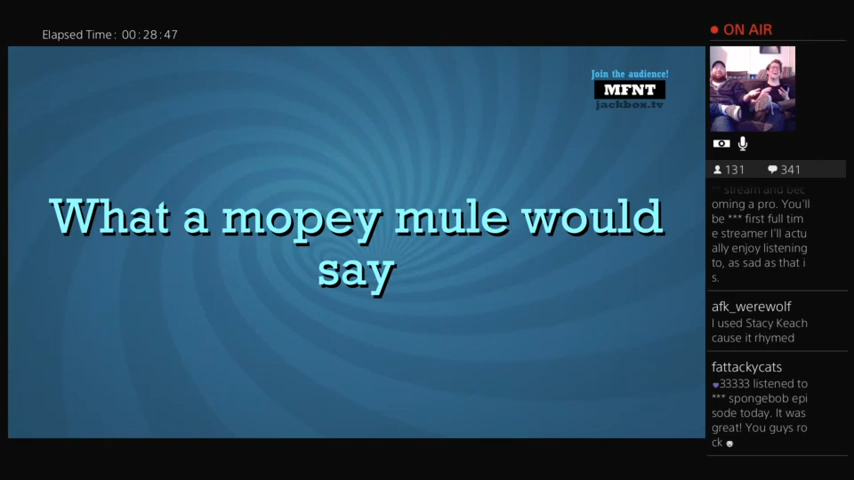 Elapsed Time: 00:28:47
ON AIR
Join the audience!
MFNT
jackbox.tv
What a mopey mule would
say
131 341
** stream and bec
oming a pro. You'll
be *** first full tim
e streamer I'll actu
ally enjoy listening
to, as sad as that i
s.
afk_werewolf
I used Stacy Keach
cause it rhymed
fattackycats
33333 listened to
*** spongebob epi
sode today. It was
great! You guys ro
ck